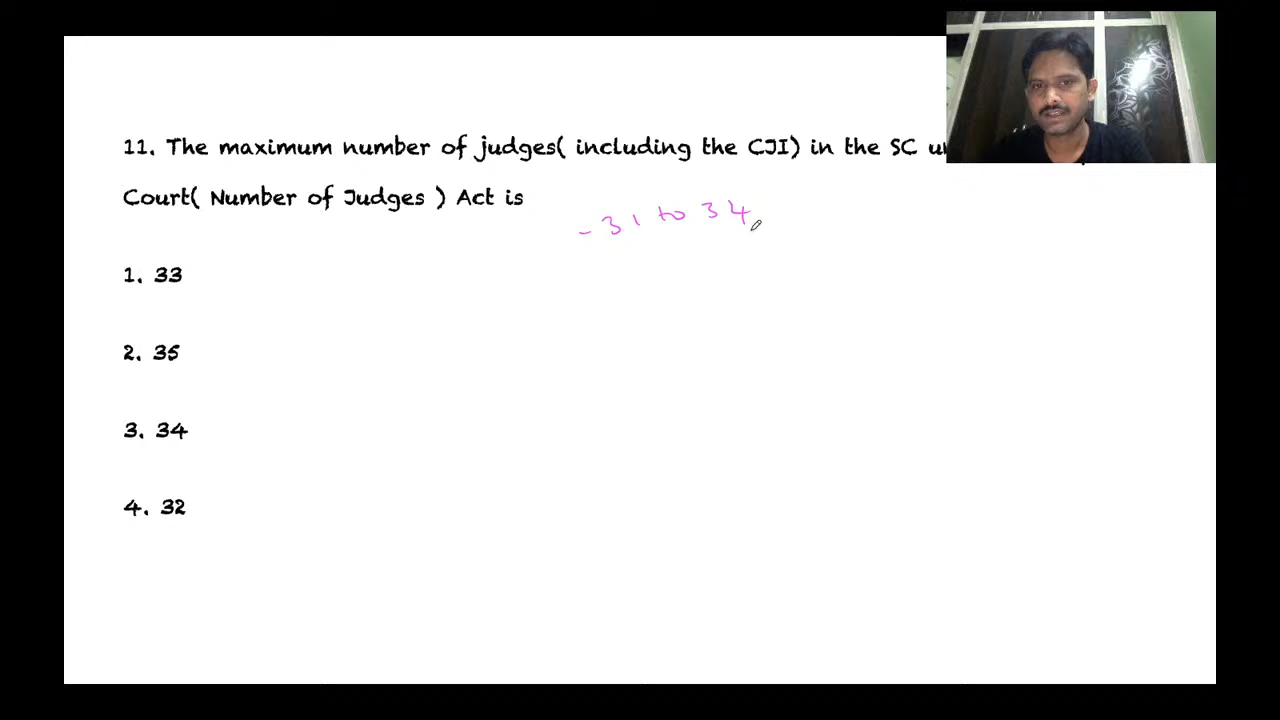 11. The maximum number of judges( including the CJI) in the SC
Court( Number of Judges ) Act is
- 31 to 34
1. 33
2. 35
3. 34
4. 32